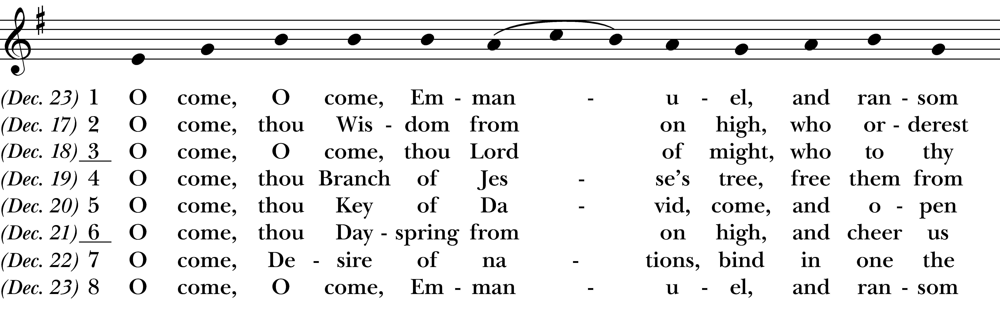 (Dec. 23) 1 O come, O come, Em - man - u - el, and ran - som
(Dec. 17) 2 O come, thou Wis - dom from on high, who or - derest
(Dec. 18) 3 O come, O come, thou Lord of might, who to thy
(Dec. 19) 4 O come, thou Branch of Jes - se’s tree, free them from
(Dec. 20) 5 O come, thou Key of Da - vid, come, and o - pen
(Dec. 21) 6 O come, thou Day - spring from on high, and cheer us
(Dec. 22) 7 O come, De - sire of na - tions, bind in one the
(Dec. 23) 8 O come, O come, Em - man - u - el, and ran - som